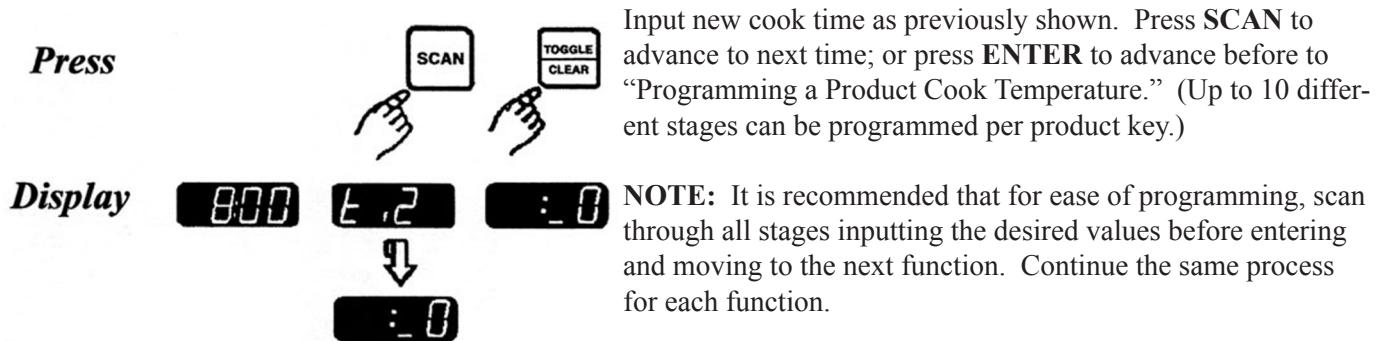 Press
SCAN
TOGGLE
CLEAR
Display
8:00
t.,2
:_ 0
:_ 0
Input new cook time as previously shown.  Press SCAN to
advance to next time; or press ENTER to advance before to
“Programming a Product Cook Temperature.”  (Up to 10 differ-
ent stages can be programmed per product key.)
NOTE:  It is recommended that for ease of programming, scan
through all stages inputting the desired values before entering
and moving to the next function.  Continue the same process
for each function.